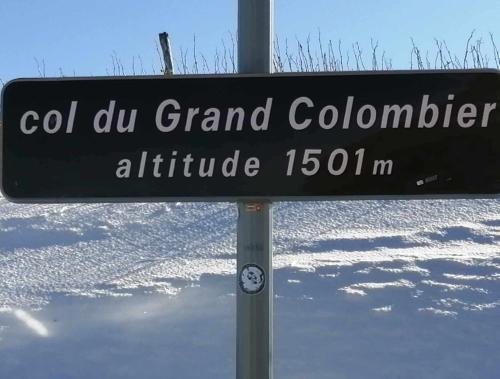 col du Grand Colombier
altitude 1501m